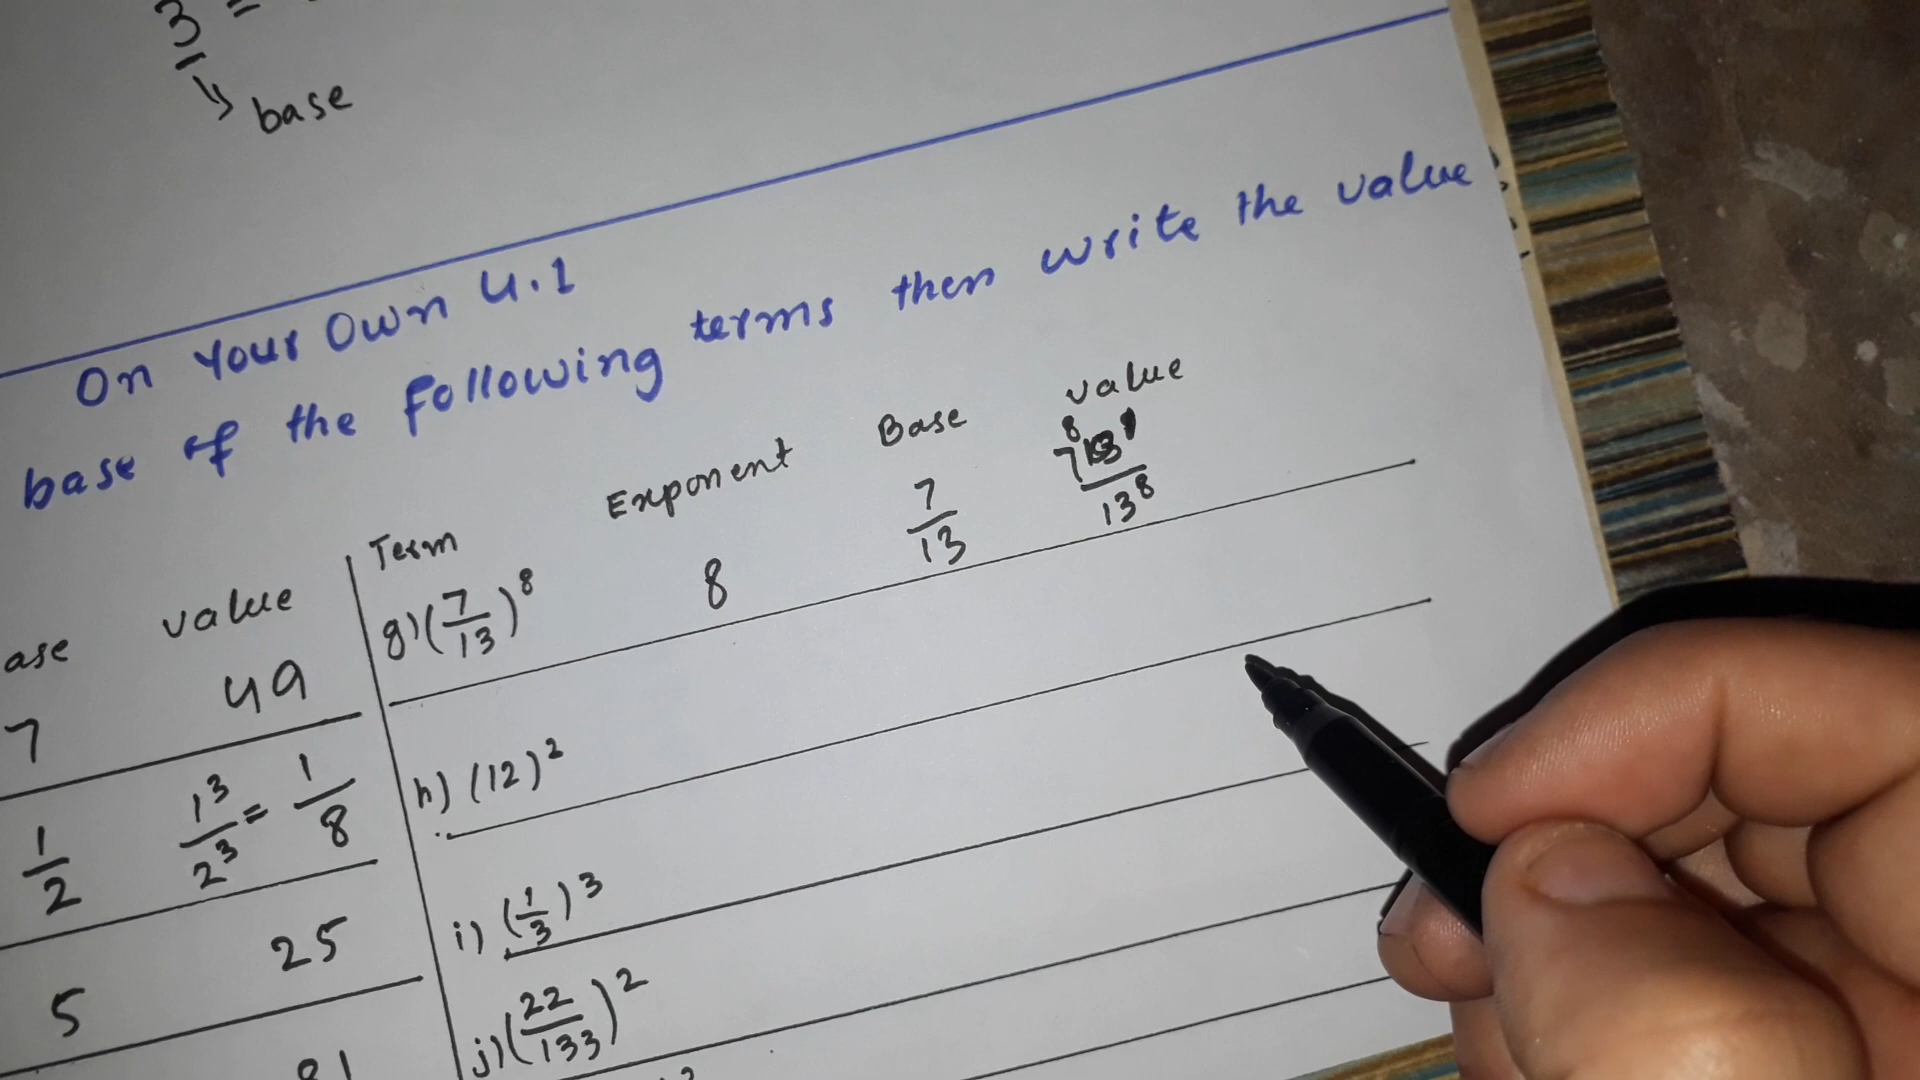 3 =
base
On Your Own 4.1
base of the following terms then write the value
ase value
7 49
1/2 1^3/2^3 = 1/8
5 25
81
Term Exponent Base value
g) (7/13)^8 8 7/13 7^8/13^8
h) (12)^2
i) (1/3)^3
j) (22/133)^2